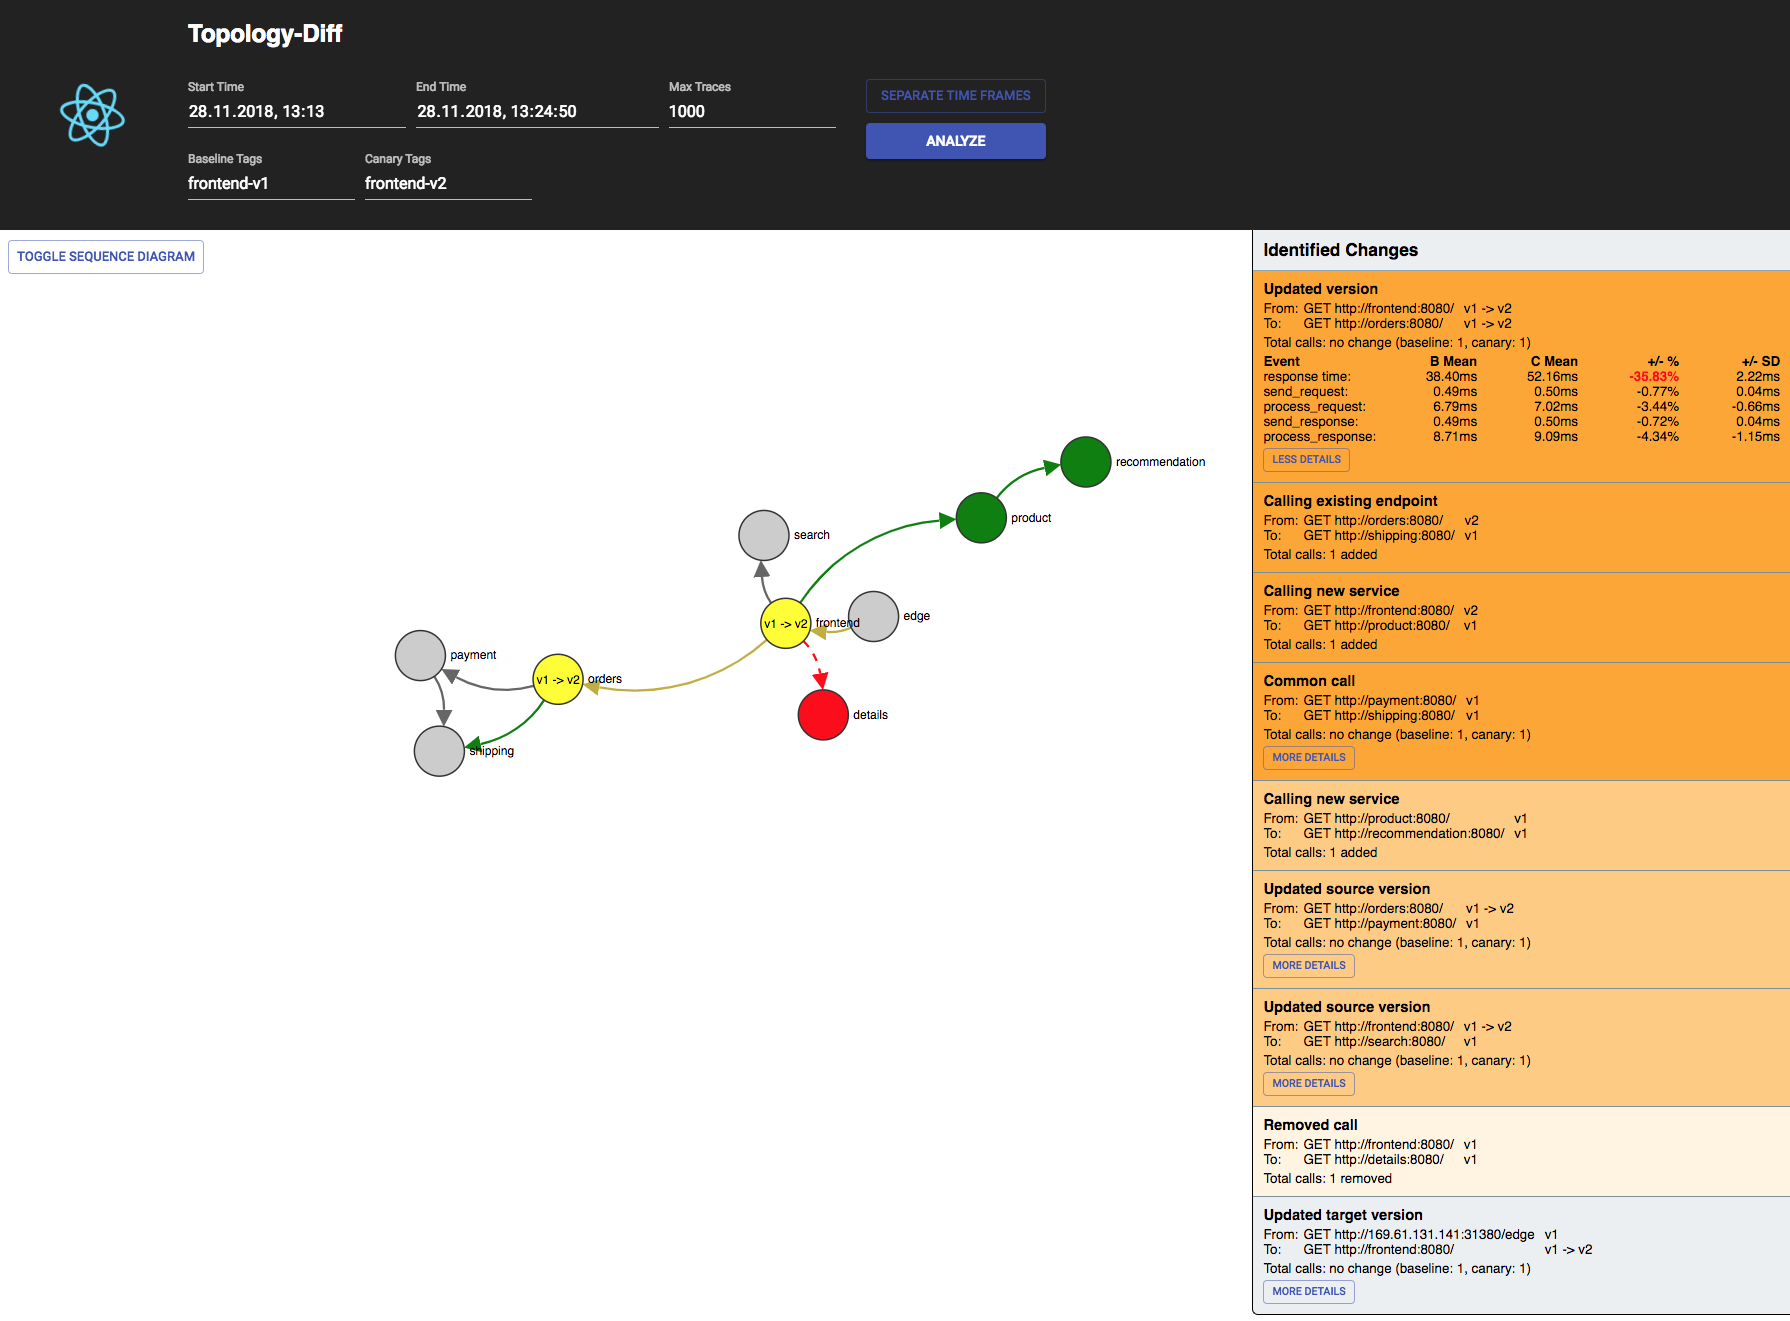 Topology-Diff
Start Time End Time Max Traces
28.11.2018, 13:13 28.11.2018, 13:24:50 1000
SEPARATE TIME FRAMES
ANALYZE
Baseline Tags Canary Tags
frontend-v1 frontend-v2
TOGGLE SEQUENCE DIAGRAM
recommendation
product
search
edge
v1 -> v2 frontend
payment
v1 -> v2 orders
details
shipping
Identified Changes
Updated version
From: GET http://frontend:8080/ v1 -> v2
To: GET http://orders:8080/ v1 -> v2
Total calls: no change (baseline: 1, canary: 1)
Event B Mean C Mean +/- % +/- SD
response time: 38.40ms 52.16ms -35.83% 2.22ms
send_request: 0.49ms 0.50ms -0.77% 0.04ms
process_request: 6.79ms 7.02ms -3.44% -0.66ms
send_response: 0.49ms 0.50ms -0.72% 0.04ms
process_response: 8.71ms 9.09ms -4.34% -1.15ms
LESS DETAILS
Calling existing endpoint
From: GET http://orders:8080/ v2
To: GET http://shipping:8080/ v1
Total calls: 1 added
Calling new service
From: GET http://frontend:8080/ v2
To: GET http://product:8080/ v1
Total calls: 1 added
Common call
From: GET http://payment:8080/ v1
To: GET http://shipping:8080/ v1
Total calls: no change (baseline: 1, canary: 1)
MORE DETAILS
Calling new service
From: GET http://product:8080/ v1
To: GET http://recommendation:8080/ v1
Total calls: 1 added
Updated source version
From: GET http://orders:8080/ v1 -> v2
To: GET http://payment:8080/ v1
Total calls: no change (baseline: 1, canary: 1)
MORE DETAILS
Updated source version
From: GET http://frontend:8080/ v1 -> v2
To: GET http://search:8080/ v1
Total calls: no change (baseline: 1, canary: 1)
MORE DETAILS
Removed call
From: GET http://frontend:8080/ v1
To: GET http://details:8080/ v1
Total calls: 1 removed
Updated target version
From: GET http://169.61.131.141:31380/edge v1
To: GET http://frontend:8080/ v1 -> v2
Total calls: no change (baseline: 1, canary: 1)
MORE DETAILS